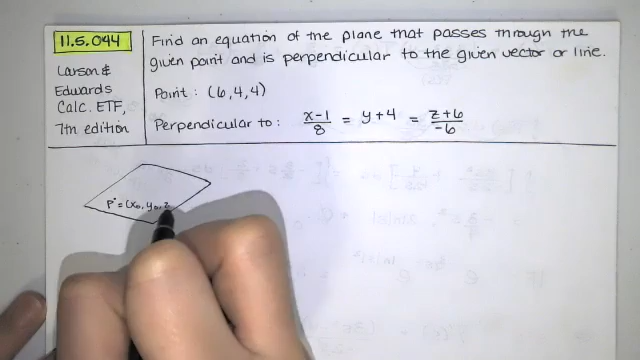 11.5.044
Larson &
Edwards
Calc. ETF,
7th edition
Find an equation of the plane that passes through the
given point and is perpendicular to the given vector or line.
Point: (6,4,4)
Perpendicular to: x-1/8 = y+4 = z+6/-6
P = (x₀, y₀, z